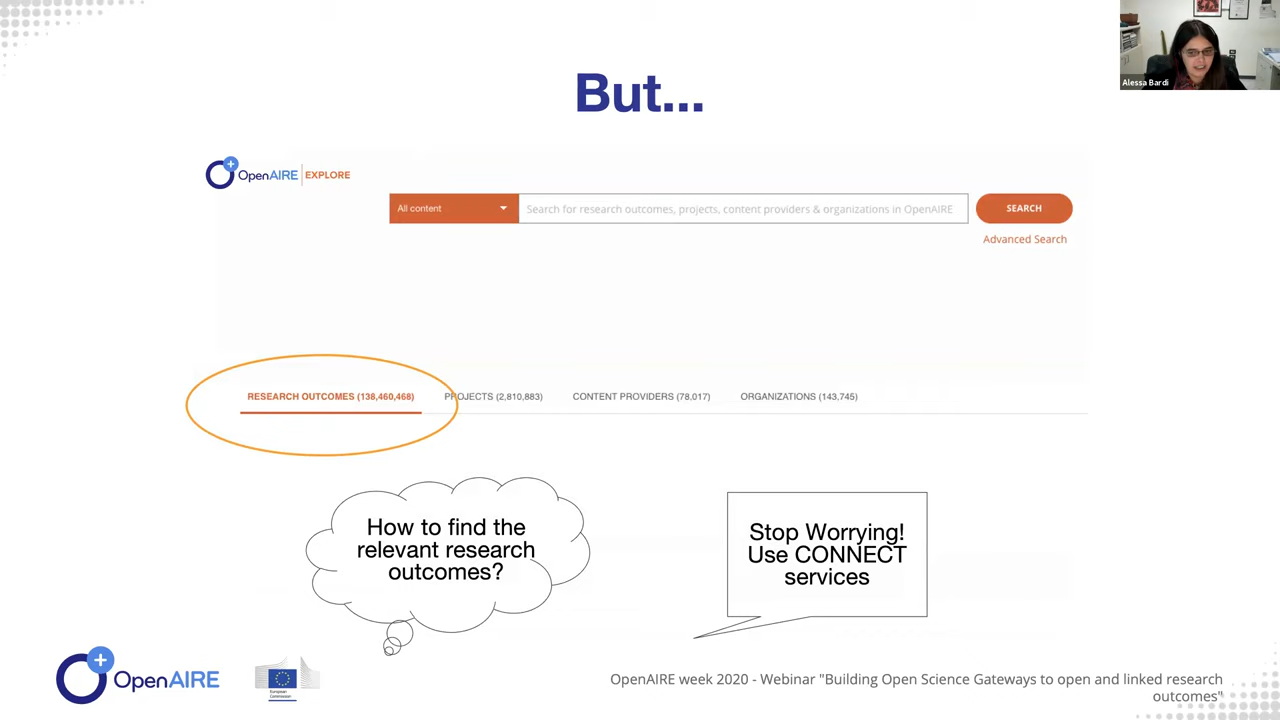 Alessa Bardi
But...
OpenAIRE EXPLORE
All content
Search for research outcomes, projects, content providers & organizations in OpenAIRE
SEARCH
Advanced Search
RESEARCH OUTCOMES (138,460,468)
PROJECTS (2,810,883)
CONTENT PROVIDERS (78,017)
ORGANIZATIONS (143,745)
How to find the
relevant research
outcomes?
Stop Worrying!
Use CONNECT
services
OpenAIRE
European
Commission
OpenAIRE week 2020 - Webinar "Building Open Science Gateways to open and linked research
outcomes"